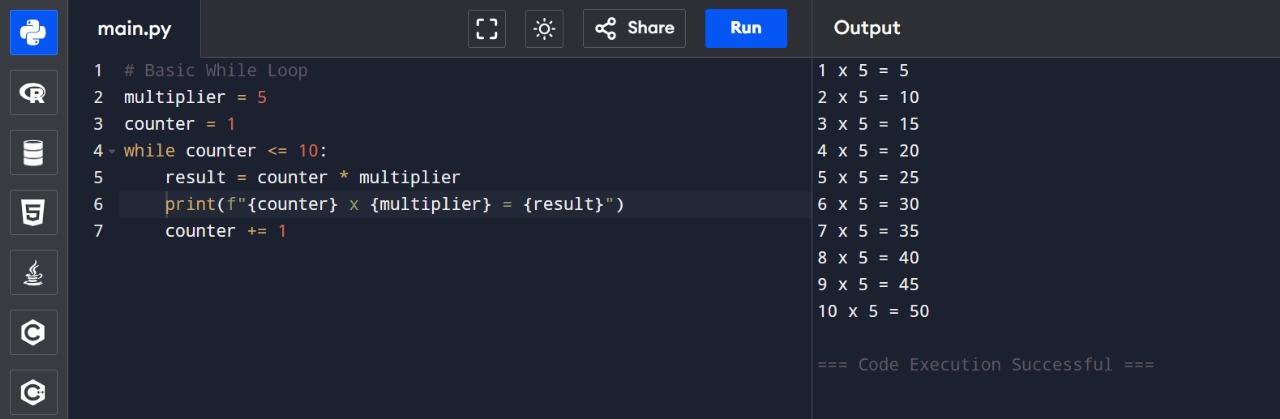 main.py
Share
Run
Output
1 # Basic While Loop
2 multiplier = 5
3 counter = 1
4 while counter <= 10:
5     result = counter * multiplier
6     print(f"{counter} x {multiplier} = {result}")
7     counter += 1
1 x 5 = 5
2 x 5 = 10
3 x 5 = 15
4 x 5 = 20
5 x 5 = 25
6 x 5 = 30
7 x 5 = 35
8 x 5 = 40
9 x 5 = 45
10 x 5 = 50
=== Code Execution Successful ===